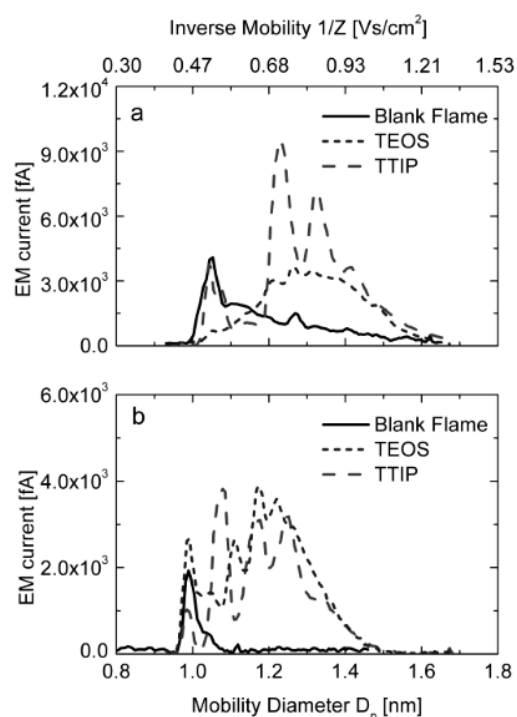 Inverse Mobility 1/Z [Vs/cm²]
0.30 0.47 0.68 0.93 1.21 1.53
1.2x10⁴
9.0x10³
6.0x10³
3.0x10³
0.0
EM current [fA]
a
Blank Flame
TEOS
TTIP
6.0x10³
4.0x10³
2.0x10³
0.0
EM current [fA]
b
Blank Flame
TEOS
TTIP
0.8 1.0 1.2 1.4 1.6 1.8
Mobility Diameter Dₚ [nm]